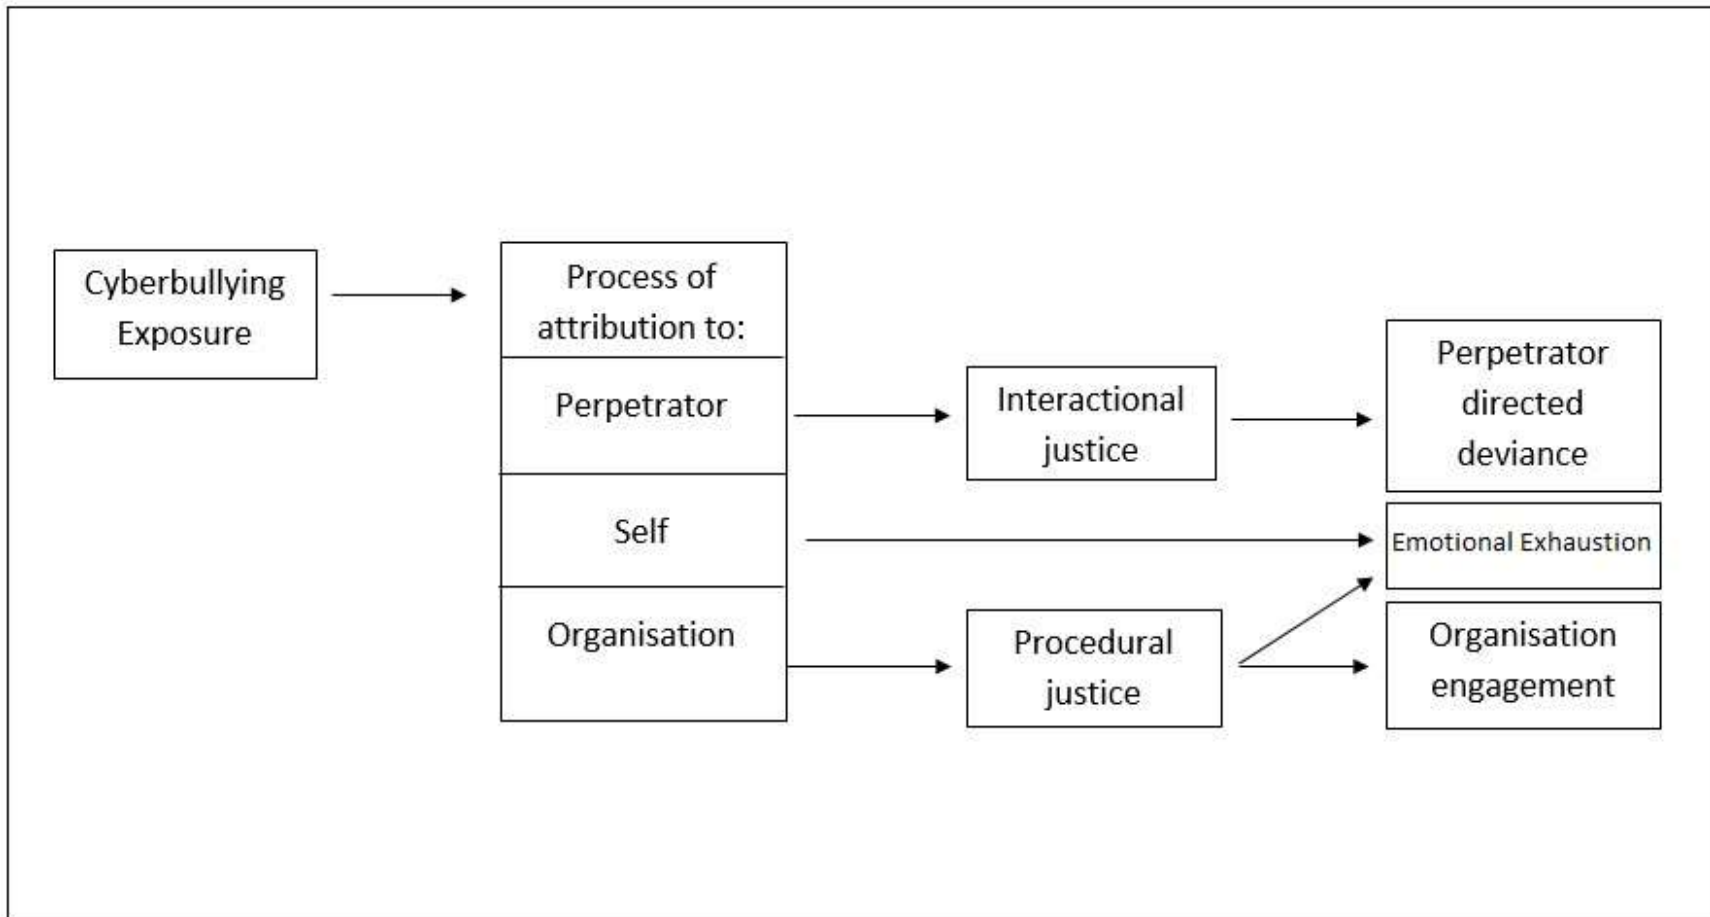 Cyberbullying
Exposure
Process of
attribution to:
Perpetrator
Self
Organisation
Interactional
justice
Procedural
justice
Perpetrator
directed
deviance
Emotional Exhaustion
Organisation
engagement